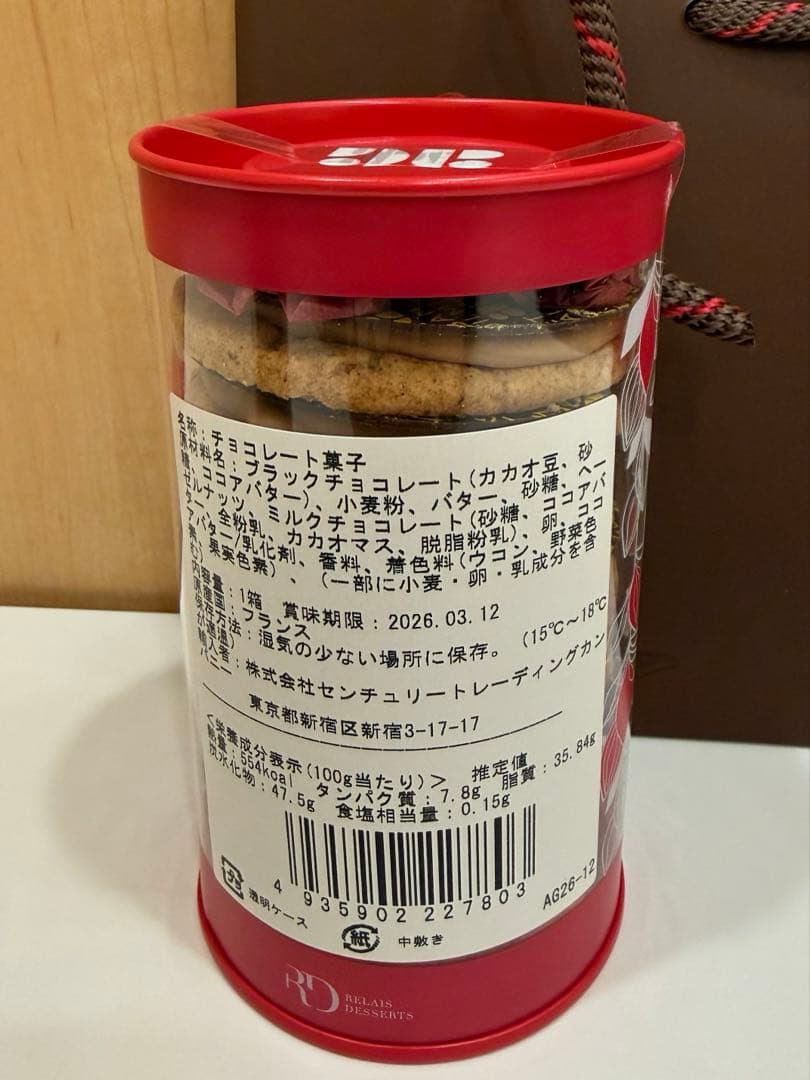 名称：チョコレート菓子
原材料名：ブラックチョコレート(カカオ豆、砂
糖、ココアバター)、小麦粉、バター、砂糖、ヘー
ゼルナッツ、ミルクチョコレート(砂糖、ココアバ
ター、全粉乳、カカオマス、脱脂粉乳)、卵、ココ
アバター/乳化剤、香料、着色料(ウコン、野菜色
素、果実色素)、(一部に小麦・卵・乳成分を含
む)
内容量：1箱　賞味期限：2026.03.12
原産国：フランス
保存方法：湿気の少ない場所に保存。(15℃～18℃
が適温)
輸入者：株式会社センチュリートレーディングカン
パニー
東京都新宿区新宿3-17-17
<栄養成分表示(100g当たり)>　推定値
熱量：554kcal　タンパク質：7.8g　脂質：35.84g
炭水化物：47.5g　食塩相当量：0.15g
4 935902 227803
AG26-12
プラ 透明ケース
紙 中敷き
RD RELAIS
DESSERTS